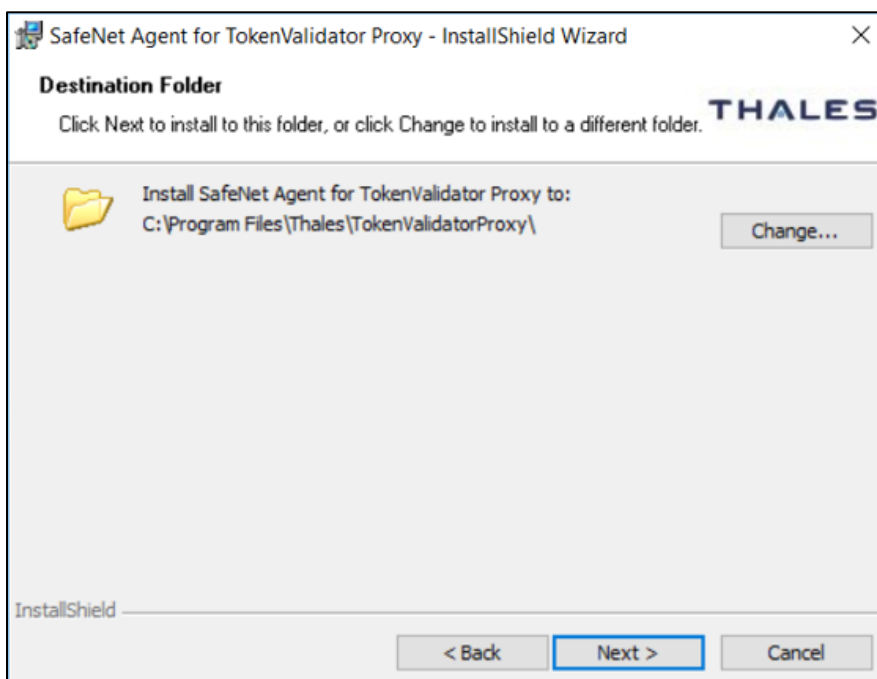 SafeNet Agent for TokenValidator Proxy - InstallShield Wizard
Destination Folder
Click Next to install to this folder, or click Change to install to a different folder.
THALES
Install SafeNet Agent for TokenValidator Proxy to:
C:\Program Files\Thales\TokenValidatorProxy\
Change...
InstallShield
< Back
Next >
Cancel